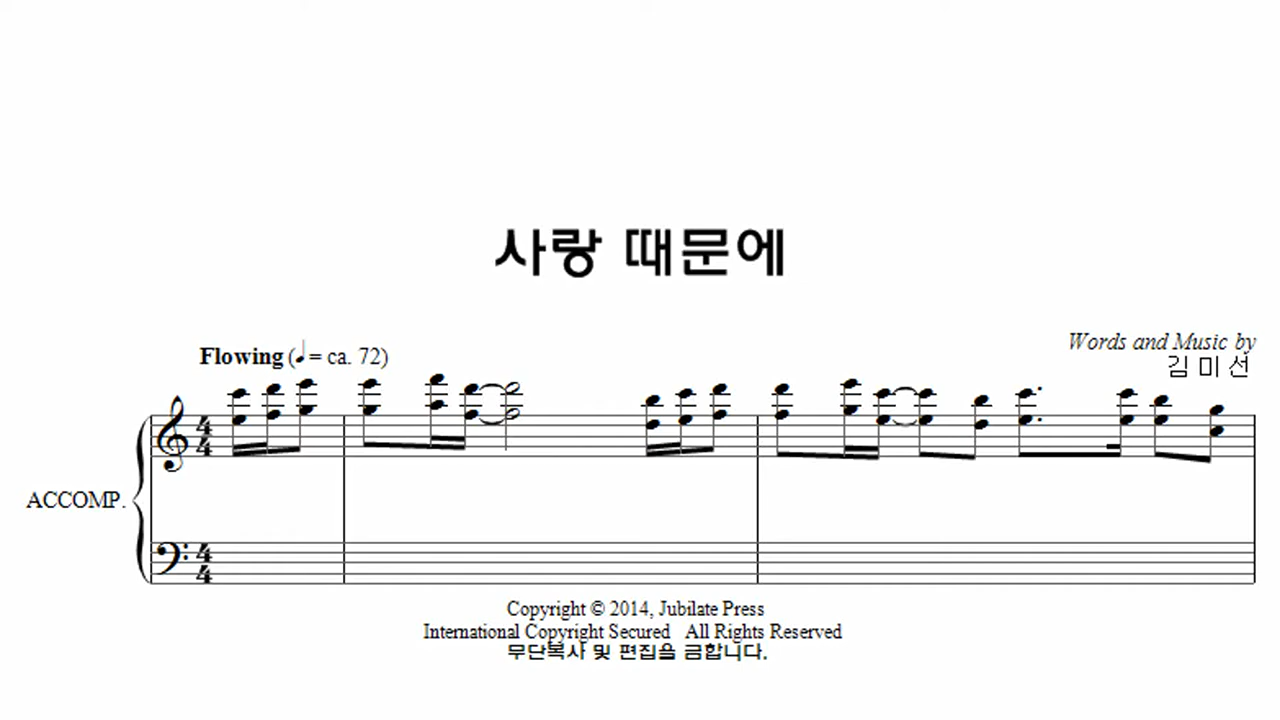 사랑 때문에
Words and Music by
김 미 선
Flowing (♩= ca. 72)
ACCOMP.
Copyright © 2014, Jubilate Press
International Copyright Secured All Rights Reserved
무단복사 및 편집을 금합니다.